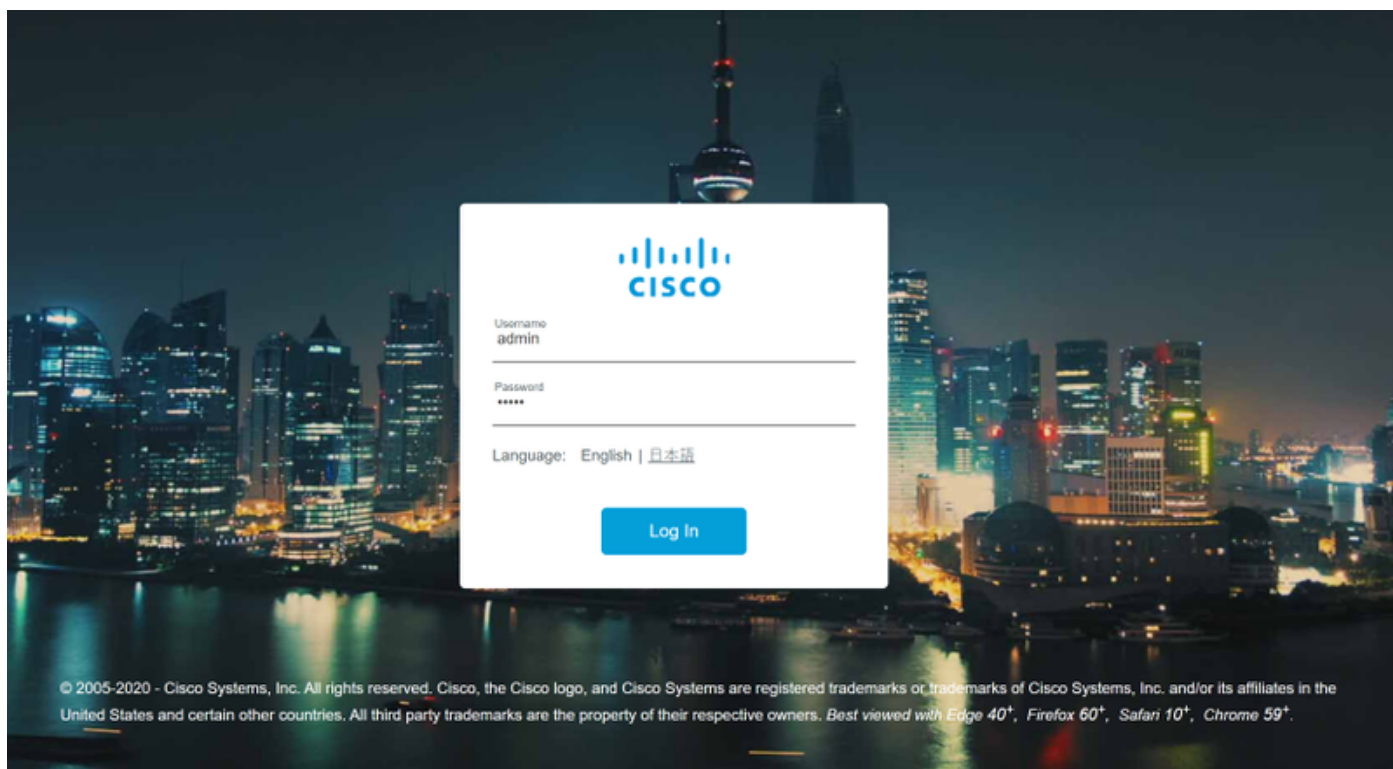 CISCO
Username
admin
Password
•••••
Language: English | 日本語
Log In
© 2005-2020 - Cisco Systems, Inc. All rights reserved. Cisco, the Cisco logo, and Cisco Systems are registered trademarks or trademarks of Cisco Systems, Inc. and/or its affiliates in the
United States and certain other countries. All third party trademarks are the property of their respective owners. Best viewed with Edge 40+, Firefox 60+, Safari 10+, Chrome 59+.